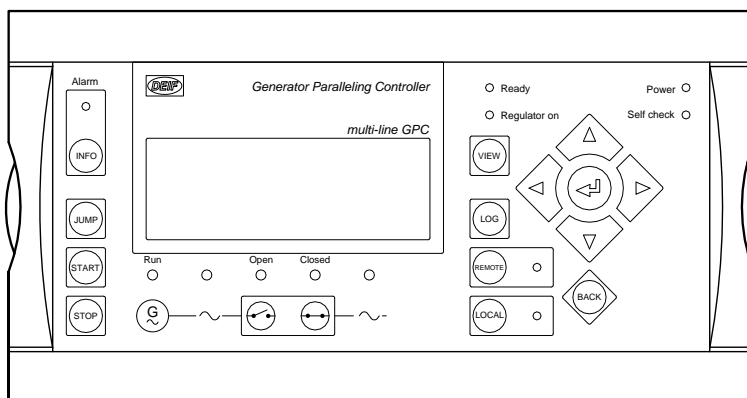 Alarm
INFO
JUMP
START
STOP
DEIF
Generator Paralleling Controller
multi-line GPC
Run
Open
Closed
G
Ready
Power
Regulator on
Self check
VIEW
LOG
REMOTE
LOCAL
BACK